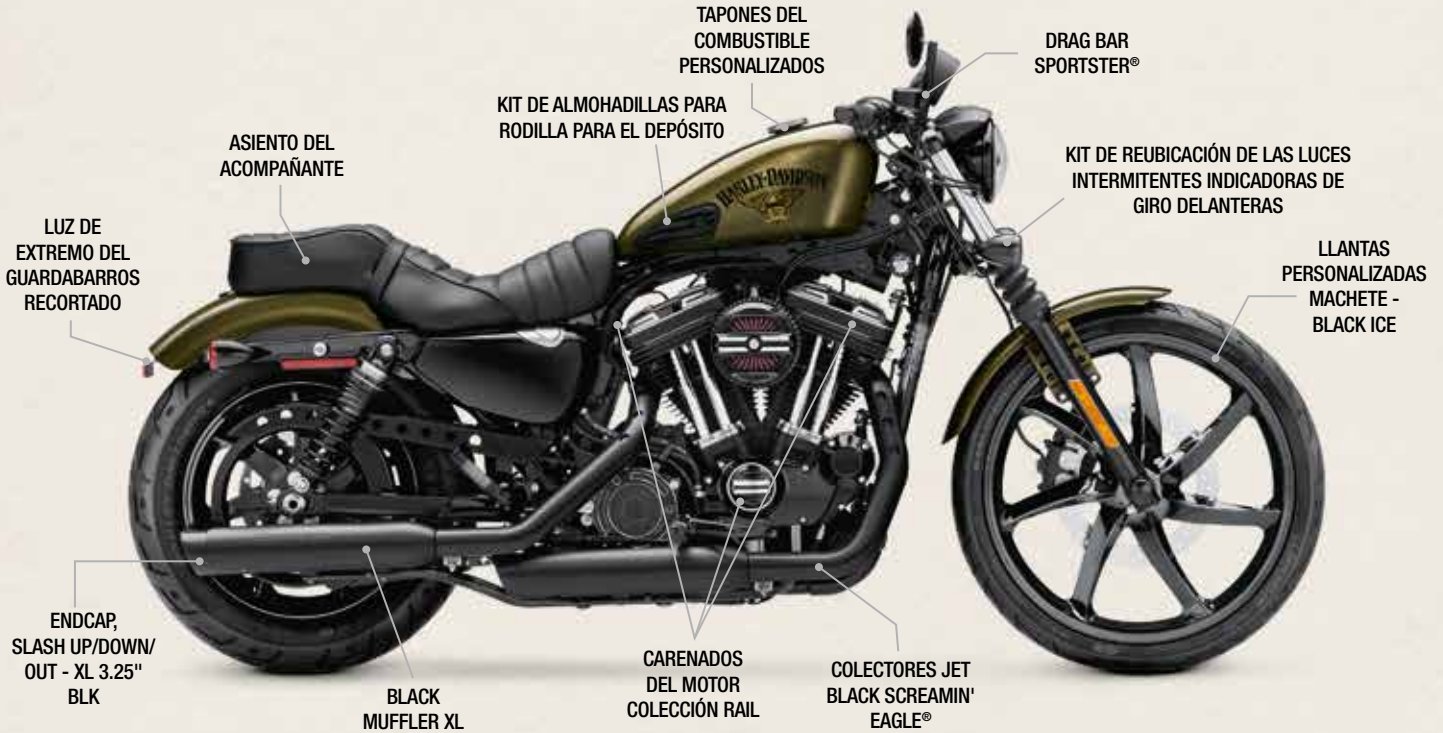 TAPONES DEL
COMBUSTIBLE
PERSONALIZADOS
DRAG BAR
SPORTSTER®
KIT DE ALMOHADILLAS PARA
RODILLA PARA EL DEPÓSITO
ASIENTO DEL
ACOMPAÑANTE
KIT DE REUBICACIÓN DE LAS LUCES
INTERMITENTES INDICADORAS DE
GIRO DELANTERAS
LUZ DE
EXTREMO DEL
GUARDABARROS
RECORTADO
LLANTAS
PERSONALIZADAS
MACHETE -
BLACK ICE
HARLEY-DAVIDSON
ENDCAP,
SLASH UP/DOWN/
OUT - XL 3.25"
BLK
BLACK
MUFFLER XL
CARENADOS
DEL MOTOR
COLECCIÓN RAIL
COLECTORES JET
BLACK SCREAMIN'
EAGLE®